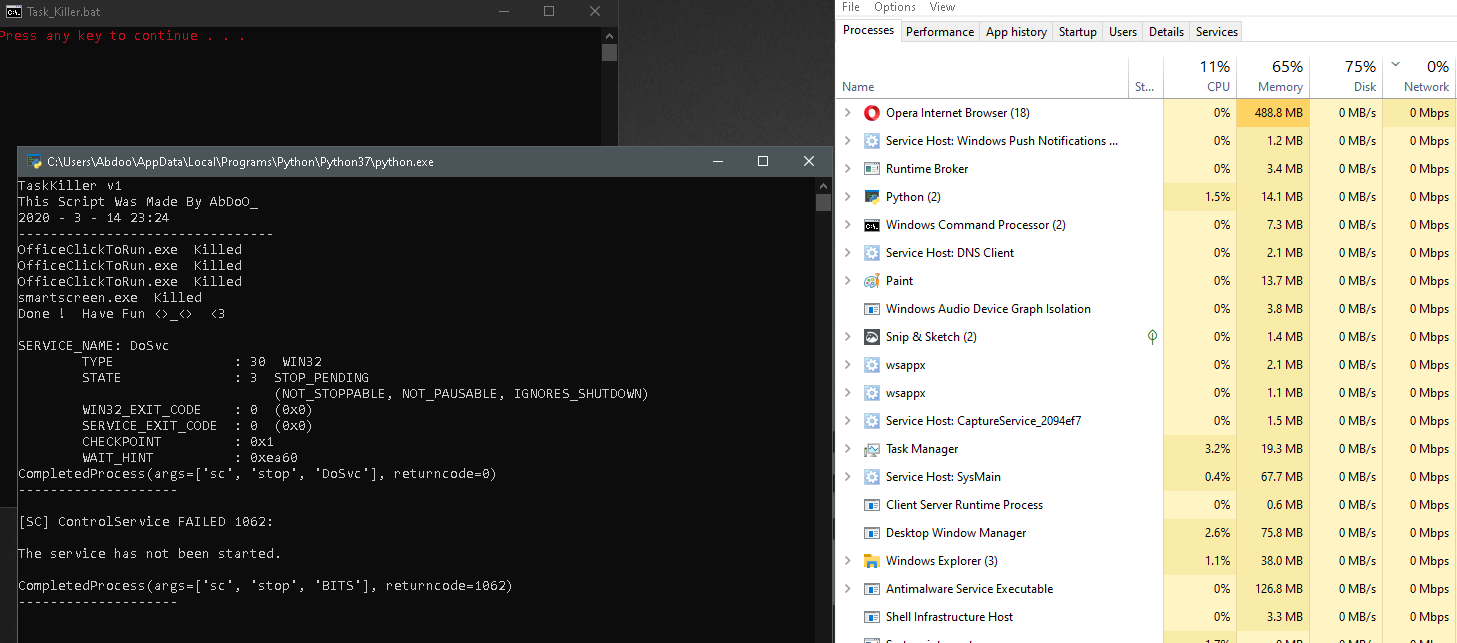 Task_Killer.bat
Press any key to continue . . .
C:\Users\Abdoo\AppData\Local\Programs\Python\Python37\python.exe
TaskKiller v1
This Script Was Made By AbDoO_
2020 - 3 - 14 23:24
--------------------------------
OfficeClickToRun.exe  Killed
OfficeClickToRun.exe  Killed
OfficeClickToRun.exe  Killed
smartscreen.exe  Killed
Done !  Have Fun <>_<>  <3
SERVICE_NAME: DoSvc
TYPE : 30 WIN32
STATE : 3 STOP_PENDING
(NOT_STOPPABLE, NOT_PAUSABLE, IGNORES_SHUTDOWN)
WIN32_EXIT_CODE : 0 (0x0)
SERVICE_EXIT_CODE : 0 (0x0)
CHECKPOINT : 0x1
WAIT_HINT : 0xea60
CompletedProcess(args=['sc', 'stop', 'DoSvc'], returncode=0)
--------------------
[SC] ControlService FAILED 1062:
The service has not been started.
CompletedProcess(args=['sc', 'stop', 'BITS'], returncode=1062)
--------------------
File Options View
Processes Performance App history Startup Users Details Services
11% 65% 75% 0%
Name St... CPU Memory Disk Network
Opera Internet Browser (18) 0% 488.8 MB 0 MB/s 0 Mbps
Service Host: Windows Push Notifications ... 0% 1.2 MB 0 MB/s 0 Mbps
Runtime Broker 0% 3.4 MB 0 MB/s 0 Mbps
Python (2) 1.5% 14.1 MB 0 MB/s 0 Mbps
Windows Command Processor (2) 0% 7.3 MB 0 MB/s 0 Mbps
Service Host: DNS Client 0% 2.1 MB 0 MB/s 0 Mbps
Paint 0% 13.7 MB 0 MB/s 0 Mbps
Windows Audio Device Graph Isolation 0% 3.8 MB 0 MB/s 0 Mbps
Snip & Sketch (2) 0% 1.4 MB 0 MB/s 0 Mbps
wsappx 0% 2.1 MB 0 MB/s 0 Mbps
wsappx 0% 1.1 MB 0 MB/s 0 Mbps
Service Host: CaptureService_2094ef7 0% 1.5 MB 0 MB/s 0 Mbps
Task Manager 3.2% 19.3 MB 0 MB/s 0 Mbps
Service Host: SysMain 0.4% 67.7 MB 0 MB/s 0 Mbps
Client Server Runtime Process 0% 0.6 MB 0 MB/s 0 Mbps
Desktop Window Manager 2.6% 75.8 MB 0 MB/s 0 Mbps
Windows Explorer (3) 1.1% 38.0 MB 0 MB/s 0 Mbps
Antimalware Service Executable 0% 126.8 MB 0 MB/s 0 Mbps
Shell Infrastructure Host 0% 3.3 MB 0 MB/s 0 Mbps